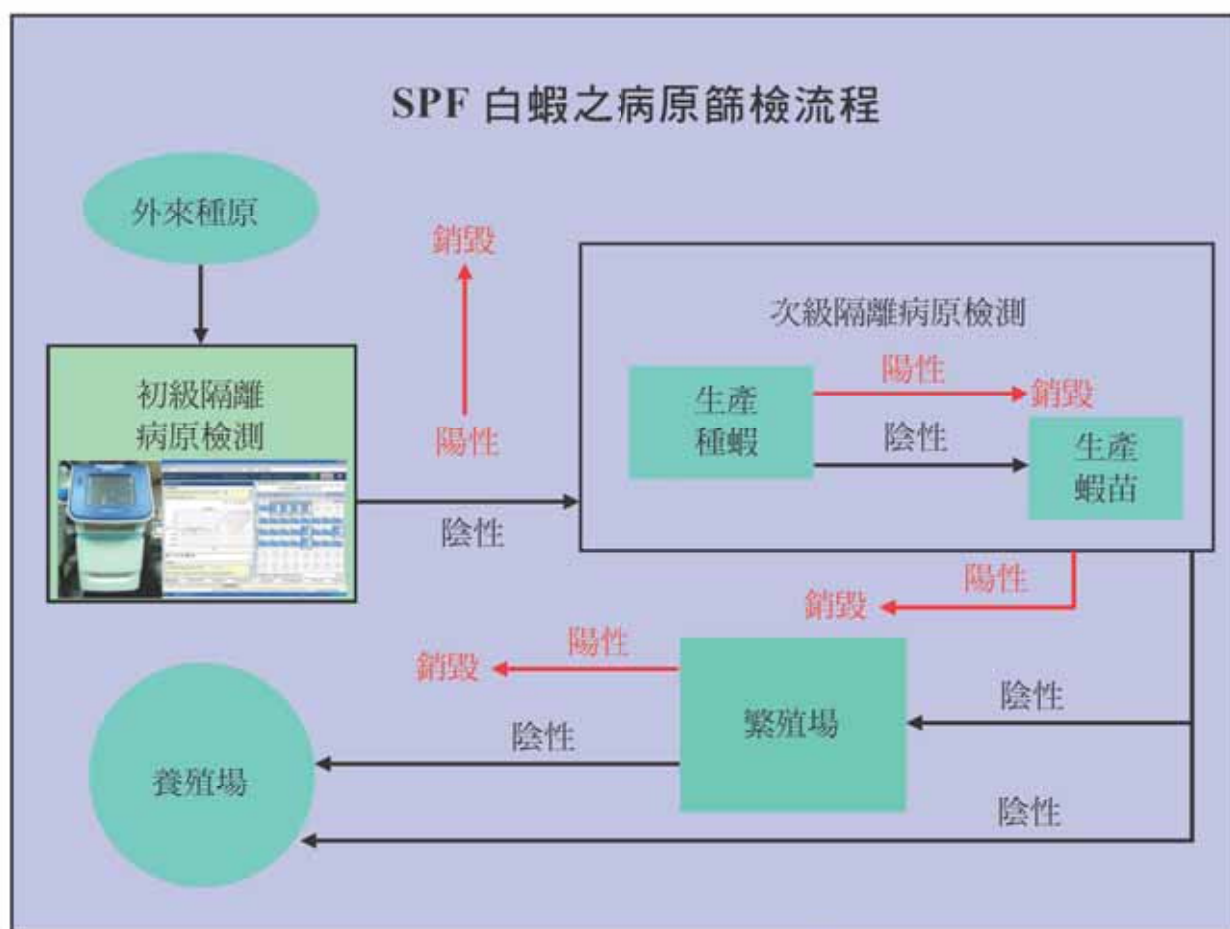 SPF 白蝦之病原篩檢流程
外來種原
銷毀
次級隔離病原檢測
初級隔離
病原檢測
陽性
生產
種蝦
陽性
銷毀
陰性
生產
蝦苗
陰性
陽性
銷毀
陽性
銷毀
繁殖場
陰性
陰性
養殖場
陰性